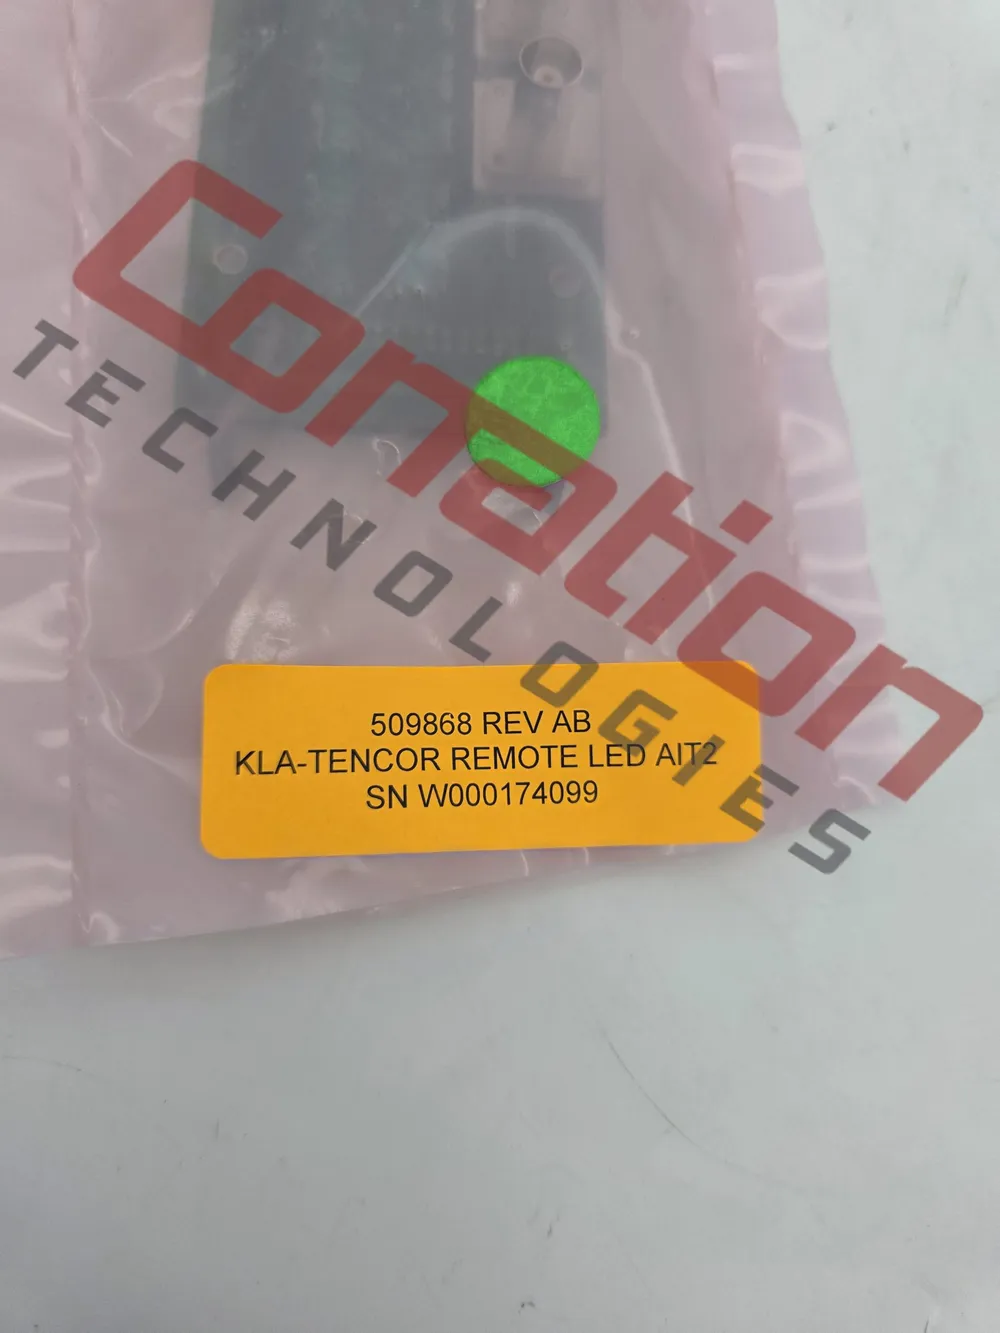 Conation
TECHNOLOGIES
509868 REV AB
KLA-TENCOR REMOTE LED AIT2
SN W000174099